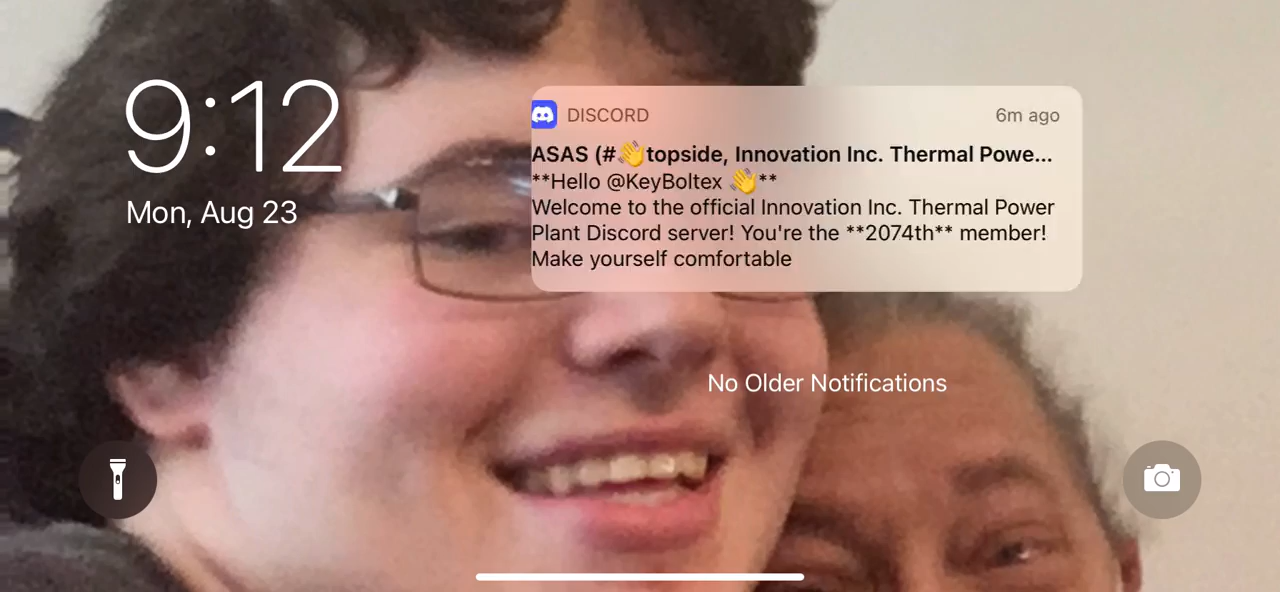 9:12
Mon, Aug 23
DISCORD
6m ago
ASAS (#👋topside, Innovation Inc. Thermal Powe...
**Hello @KeyBoltex 👋**
Welcome to the official Innovation Inc. Thermal Power
Plant Discord server! You're the **2074th** member!
Make yourself comfortable
No Older Notifications